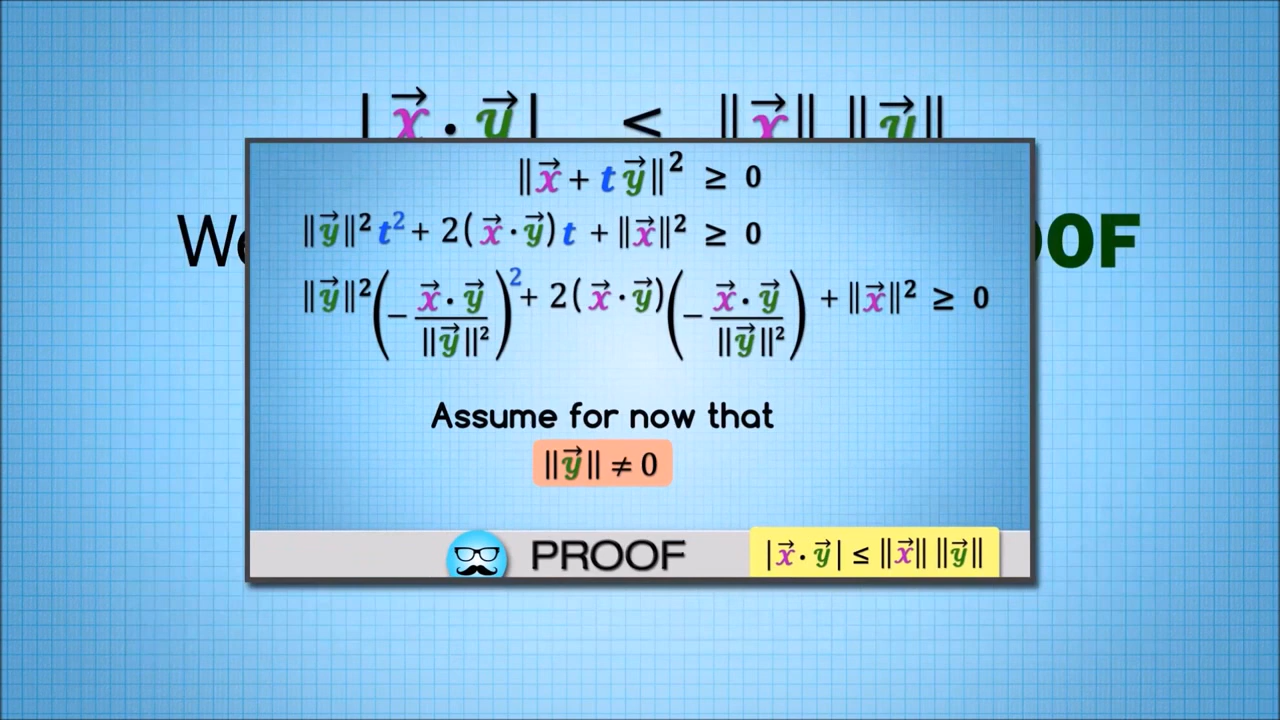 |x⃗ · y⃗| < ‖x⃗‖ ‖y⃗‖
‖x⃗ + t y⃗‖² ≥ 0
‖y⃗‖² t² + 2(x⃗ · y⃗) t + ‖x⃗‖² ≥ 0
‖y⃗‖² (− (x⃗ · y⃗)/‖y⃗‖²)² + 2(x⃗ · y⃗) (− (x⃗ · y⃗)/‖y⃗‖²) + ‖x⃗‖² ≥ 0
Assume for now that
‖y⃗‖ ≠ 0
PROOF
|x⃗ · y⃗| ≤ ‖x⃗‖ ‖y⃗‖